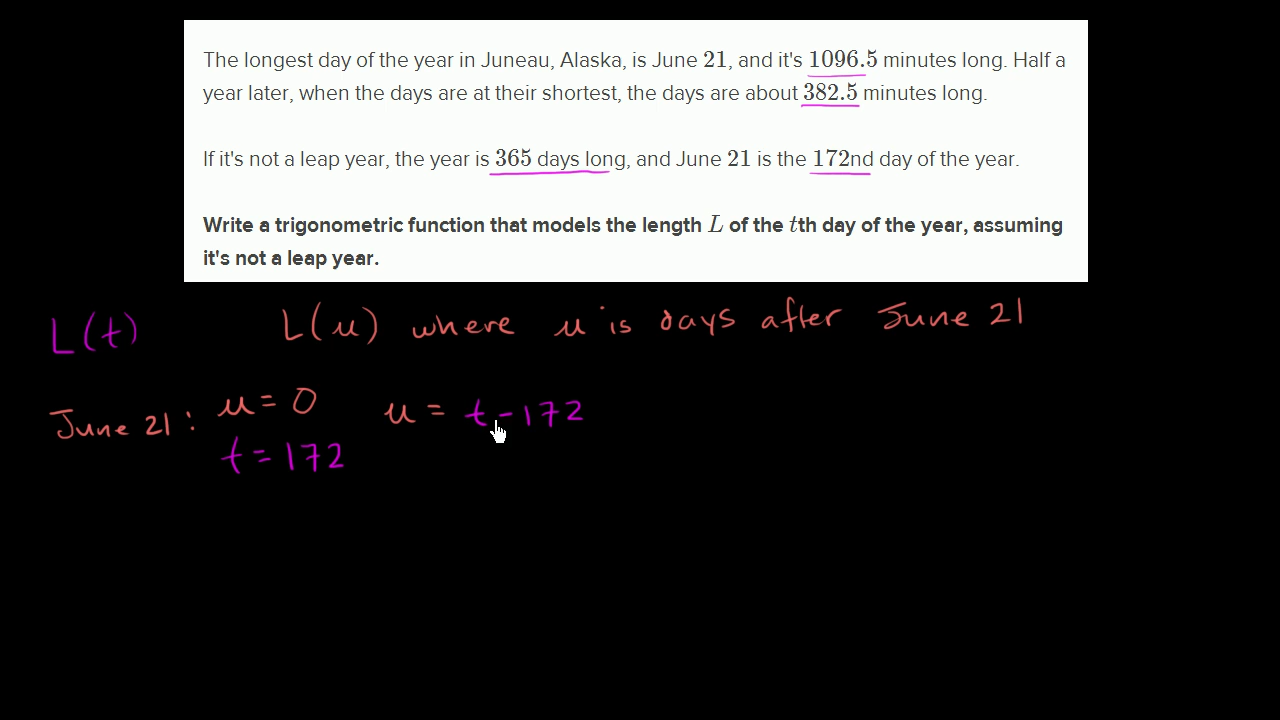 The longest day of the year in Juneau, Alaska, is June 21, and it's 1096.5 minutes long. Half a
year later, when the days are at their shortest, the days are about 382.5 minutes long.
If it's not a leap year, the year is 365 days long, and June 21 is the 172nd day of the year.
Write a trigonometric function that models the length L of the tth day of the year, assuming
it's not a leap year.
L(t) L(u) where u is days after June 21
June 21: u = 0 u = t - 172
t = 172